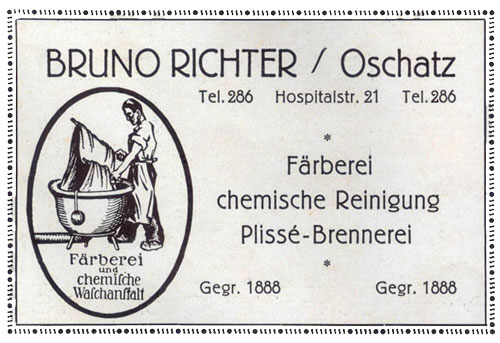 BRUNO RICHTER / Oschatz
Tel. 286 Hospitalstr. 21 Tel. 286
*
Färberei
chemische Reinigung
Plissé-Brennerei
*
Gegr. 1888 Gegr. 1888
Färberei
und
chemiſche
Waſchanſtalt